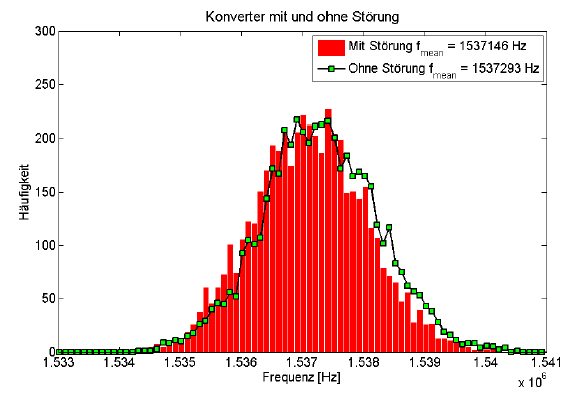 Konverter mit und ohne Störung
300
250
200
150
100
50
0
Häufigkeit
Mit Störung f_mean = 1537146 Hz
Ohne Störung f_mean = 1537293 Hz
1.533 1.534 1.535 1.536 1.537 1.538 1.539 1.54 1.541
Frequenz [Hz]
x 10^6